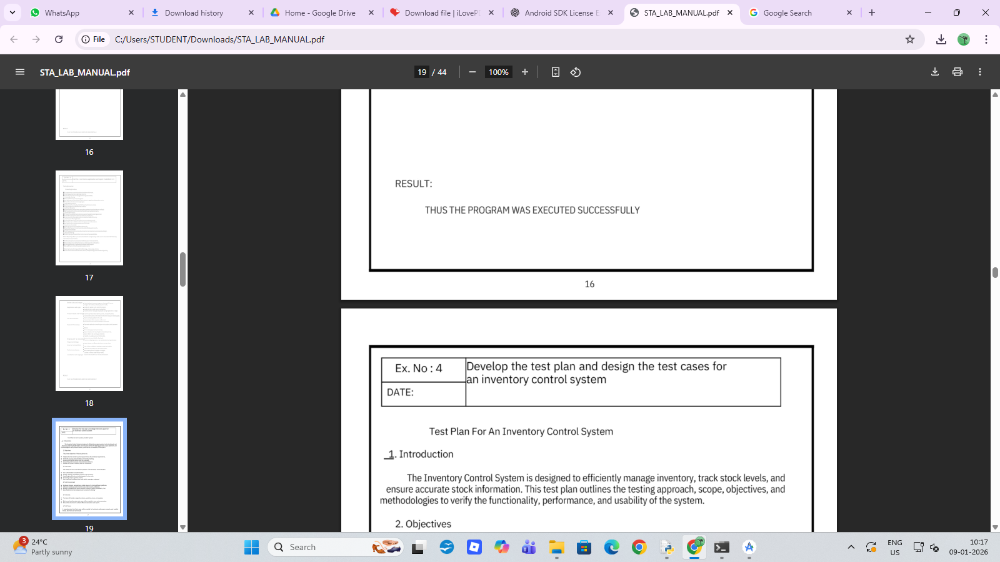 WhatsApp
Download history
Home - Google Drive
Download file | iLovePD
Android SDK License E
STA_LAB_MANUAL.pdf
Google Search
File
C:/Users/STUDENT/Downloads/STA_LAB_MANUAL.pdf
STA_LAB_MANUAL.pdf
19 / 44
100%
16
17
18
19
RESULT:
THUS THE PROGRAM WAS EXECUTED SUCCESSFULLY
16
Ex. No : 4
Develop the test plan and design the test cases for
an inventory control system
DATE:
Test Plan For An Inventory Control System
1. Introduction
The Inventory Control System is designed to efficiently manage inventory, track stock levels, and
ensure accurate stock information. This test plan outlines the testing approach, scope, objectives, and
methodologies to verify the functionality, performance, and usability of the system.
2. Objectives
3
24°C
Partly sunny
Search
ENG
US
10:17
09-01-2026